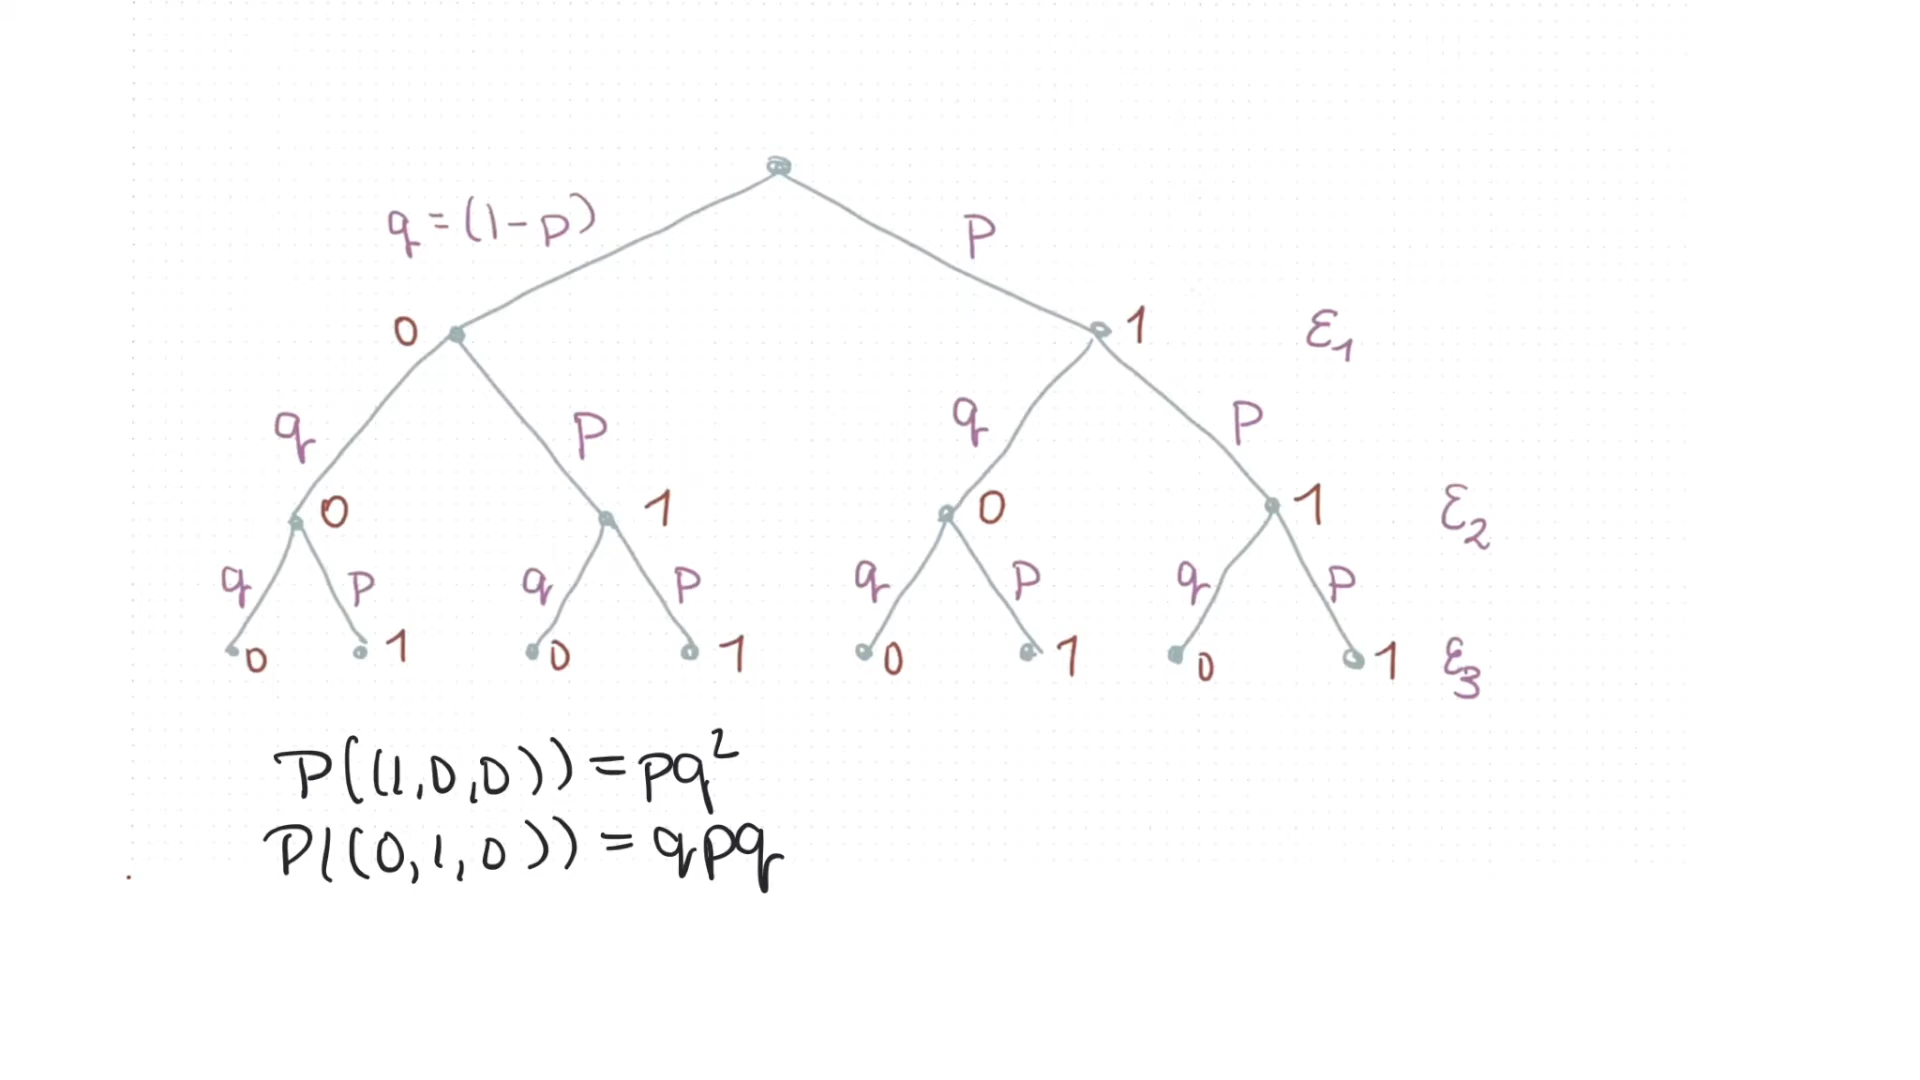 q = (1-p) p
0 1 ε₁
q p q p
0 1 0 1 ε₂
q p q p q p q p
0 1 0 1 0 1 0 1 ε₃
P((1,0,0)) = pq²
P((0,1,0)) = qpq